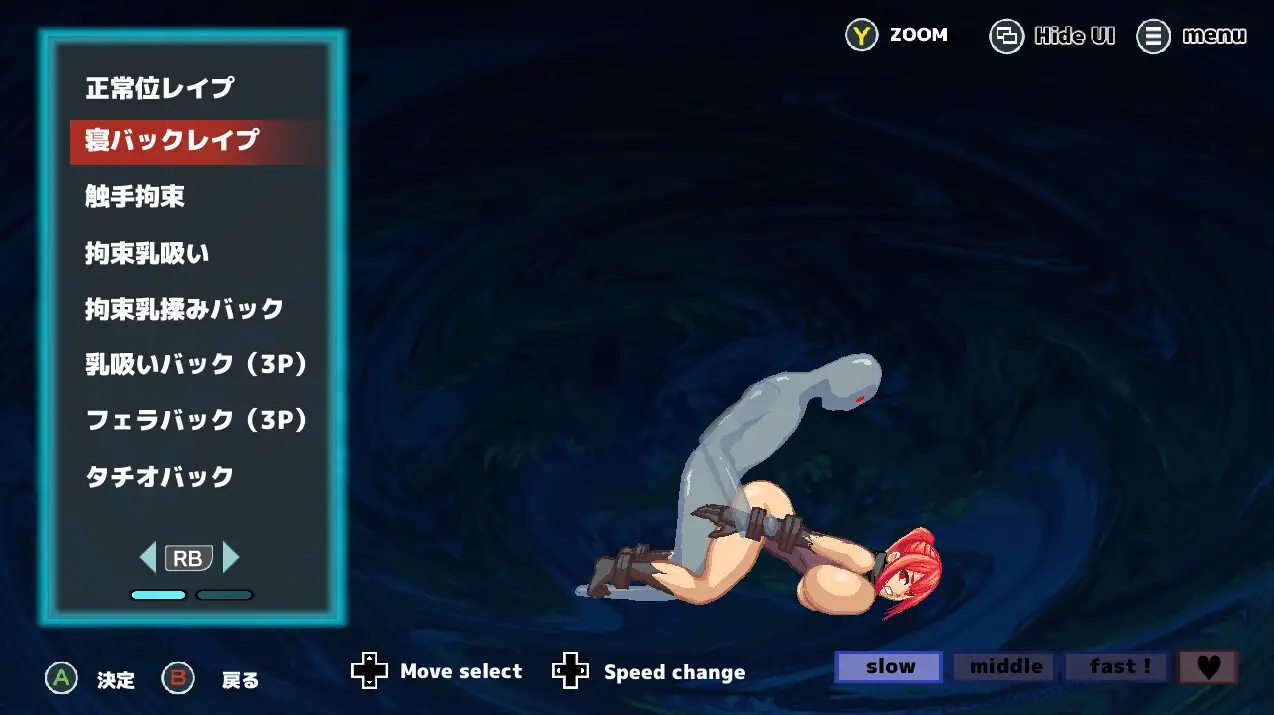 正常位レイプ
寝バックレイプ
触手拘束
拘束乳吸い
拘束乳揉みバック
乳吸いバック（3P）
フェラバック（3P）
タチオバック
RB
Y ZOOM
Hide UI
menu
A 決定
B 戻る
Move select
Speed change
slow
middle
fast !